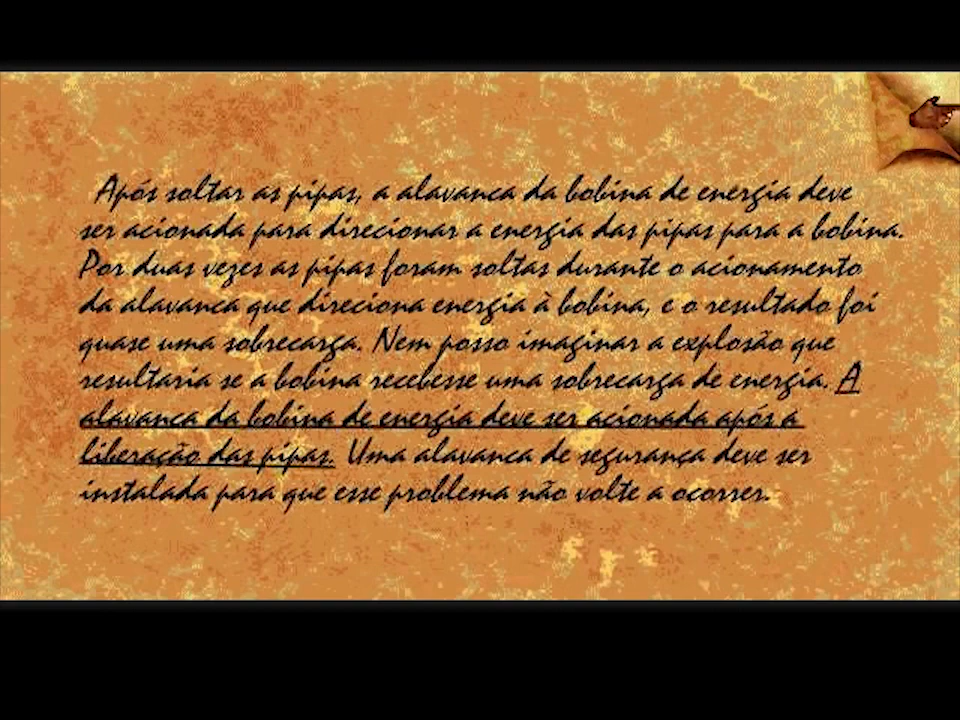 Após soltar as pipas, a alavanca da bobina de energia deve
ser acionada para direcionar a energia das pipas para a bobina.
Por duas vezes as pipas foram soltas durante o acionamento
da alavanca que direciona energia à bobina, e o resultado foi
quase uma sobrecarga. Nem posso imaginar a explosão que
resultaria se a bobina recebesse uma sobrecarga de energia. A
alavanca da bobina de energia deve ser acionada após a
liberação das pipas. Uma alavanca de segurança deve ser
instalada para que esse problema não volte a ocorrer.